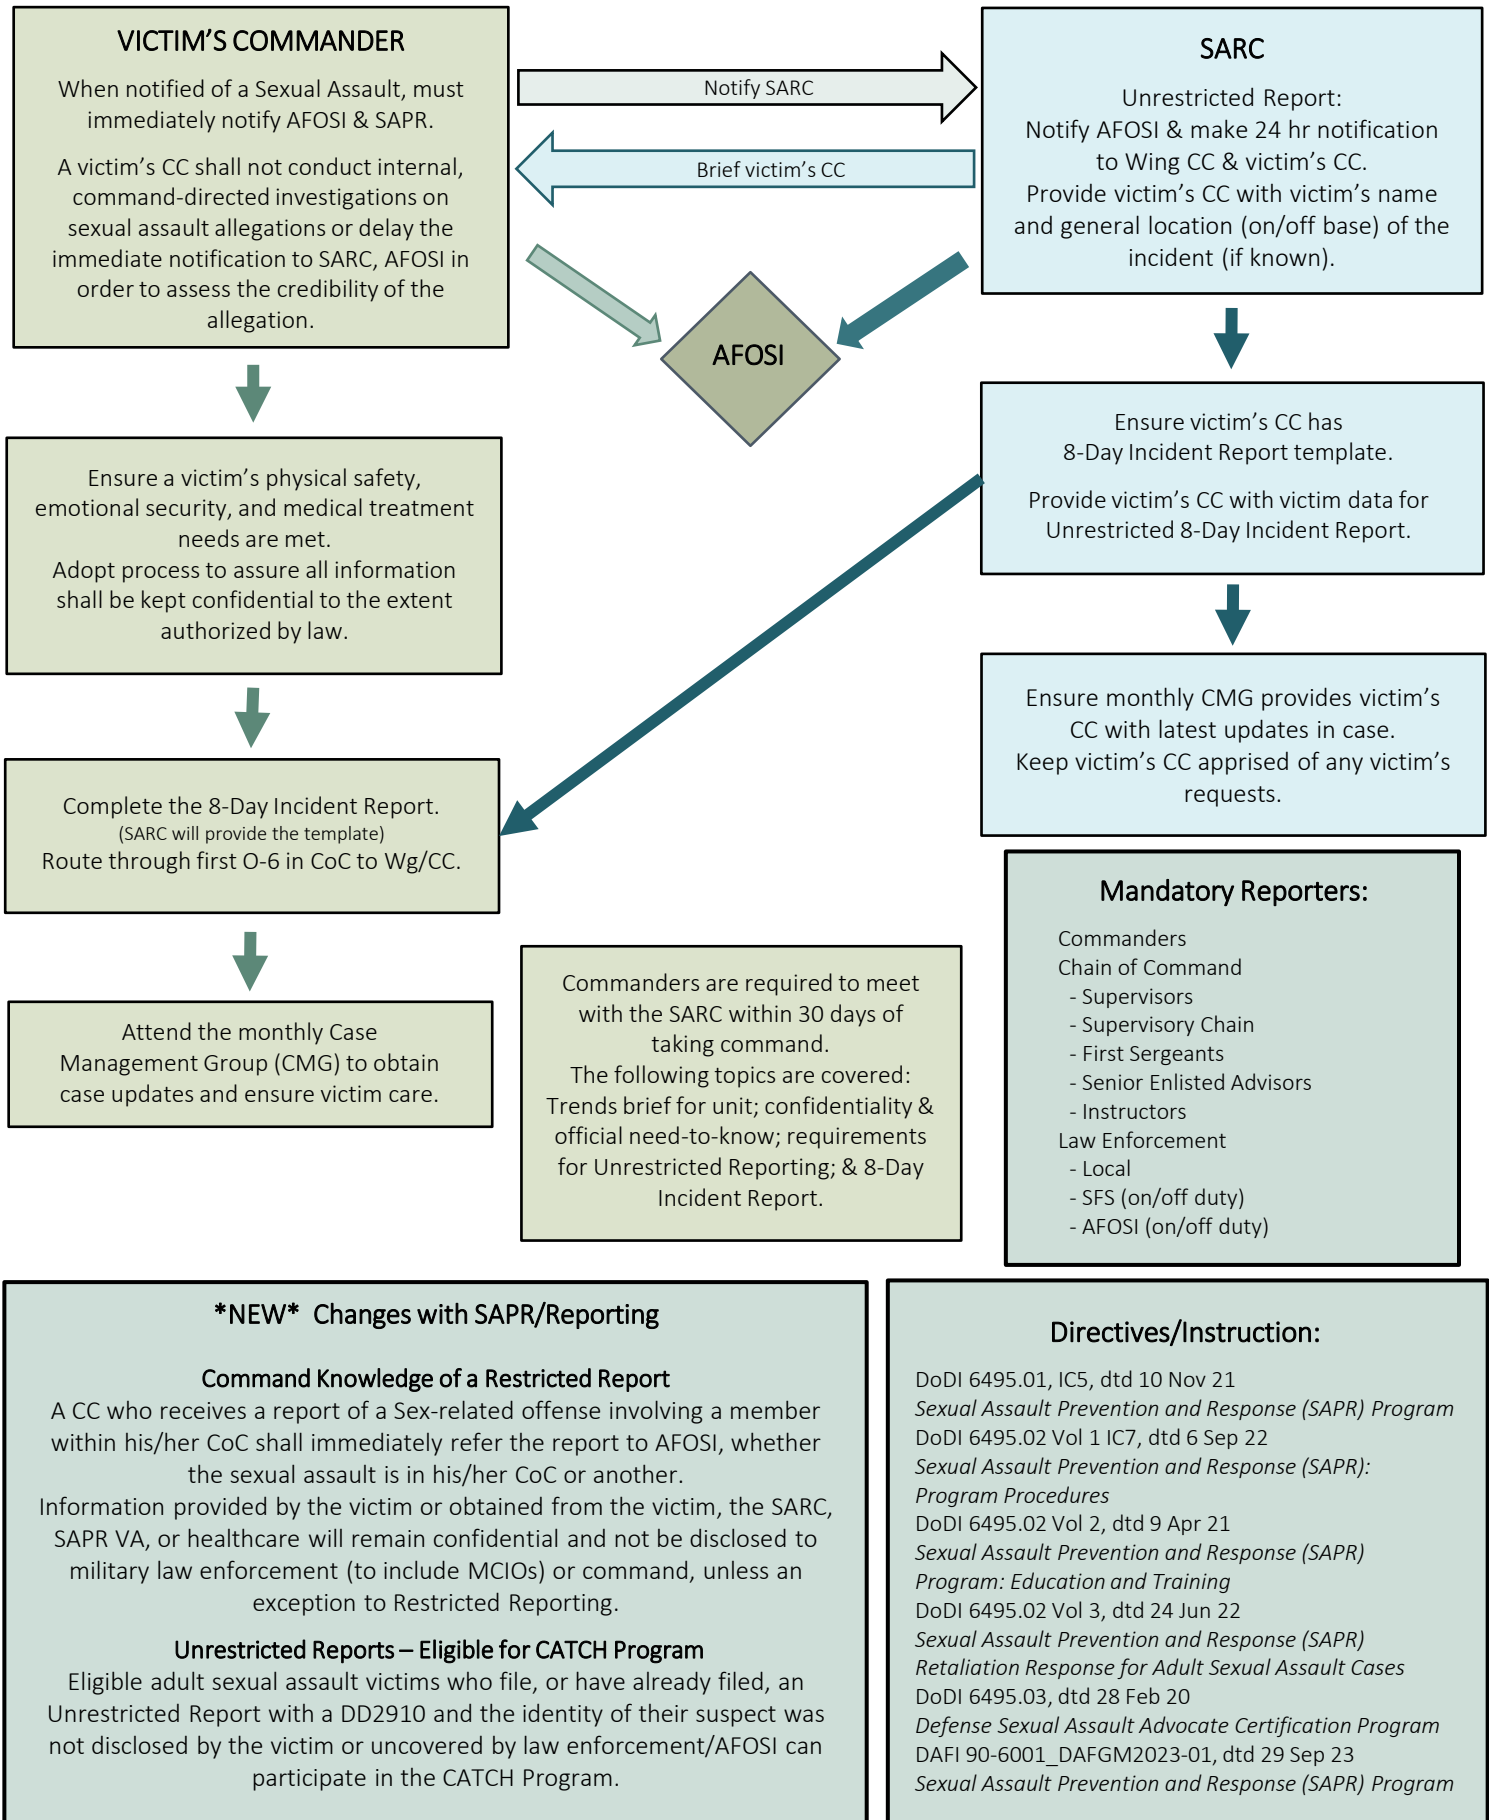 VICTIM'S COMMANDER
When notified of a Sexual Assault, must
immediately notify AFOSI & SAPR.
A victim's CC shall not conduct internal,
command-directed investigations on
sexual assault allegations or delay the
immediate notification to SARC, AFOSI in
order to assess the credibility of the
allegation.
Notify SARC
Brief victim's CC
SARC
Unrestricted Report:
Notify AFOSI & make 24 hr notification
to Wing CC & victim's CC.
Provide victim's CC with victim's name
and general location (on/off base) of the
incident (if known).
AFOSI
Ensure a victim's physical safety,
emotional security, and medical treatment
needs are met.
Adopt process to assure all information
shall be kept confidential to the extent
authorized by law.
Ensure victim's CC has
8-Day Incident Report template.
Provide victim's CC with victim data for
Unrestricted 8-Day Incident Report.
Complete the 8-Day Incident Report.
(SARC will provide the template)
Route through first O-6 in CoC to Wg/CC.
Ensure monthly CMG provides victim's
CC with latest updates in case.
Keep victim's CC apprised of any victim's
requests.
Attend the monthly Case
Management Group (CMG) to obtain
case updates and ensure victim care.
Commanders are required to meet
with the SARC within 30 days of
taking command.
The following topics are covered:
Trends brief for unit; confidentiality &
official need-to-know; requirements
for Unrestricted Reporting; & 8-Day
Incident Report.
Mandatory Reporters:
Commanders
Chain of Command
- Supervisors
- Supervisory Chain
- First Sergeants
- Senior Enlisted Advisors
- Instructors
Law Enforcement
- Local
- SFS (on/off duty)
- AFOSI (on/off duty)
*NEW* Changes with SAPR/Reporting
Command Knowledge of a Restricted Report
A CC who receives a report of a Sex-related offense involving a member
within his/her CoC shall immediately refer the report to AFOSI, whether
the sexual assault is in his/her CoC or another.
Information provided by the victim or obtained from the victim, the SARC,
SAPR VA, or healthcare will remain confidential and not be disclosed to
military law enforcement (to include MCIOs) or command, unless an
exception to Restricted Reporting.
Unrestricted Reports – Eligible for CATCH Program
Eligible adult sexual assault victims who file, or have already filed, an
Unrestricted Report with a DD2910 and the identity of their suspect was
not disclosed by the victim or uncovered by law enforcement/AFOSI can
participate in the CATCH Program.
Directives/Instruction:
DoDI 6495.01, IC5, dtd 10 Nov 21
Sexual Assault Prevention and Response (SAPR) Program
DoDI 6495.02 Vol 1 IC7, dtd 6 Sep 22
Sexual Assault Prevention and Response (SAPR):
Program Procedures
DoDI 6495.02 Vol 2, dtd 9 Apr 21
Sexual Assault Prevention and Response (SAPR)
Program: Education and Training
DoDI 6495.02 Vol 3, dtd 24 Jun 22
Sexual Assault Prevention and Response (SAPR)
Retaliation Response for Adult Sexual Assault Cases
DoDI 6495.03, dtd 28 Feb 20
Defense Sexual Assault Advocate Certification Program
DAFI 90-6001_DAFGM2023-01, dtd 29 Sep 23
Sexual Assault Prevention and Response (SAPR) Program